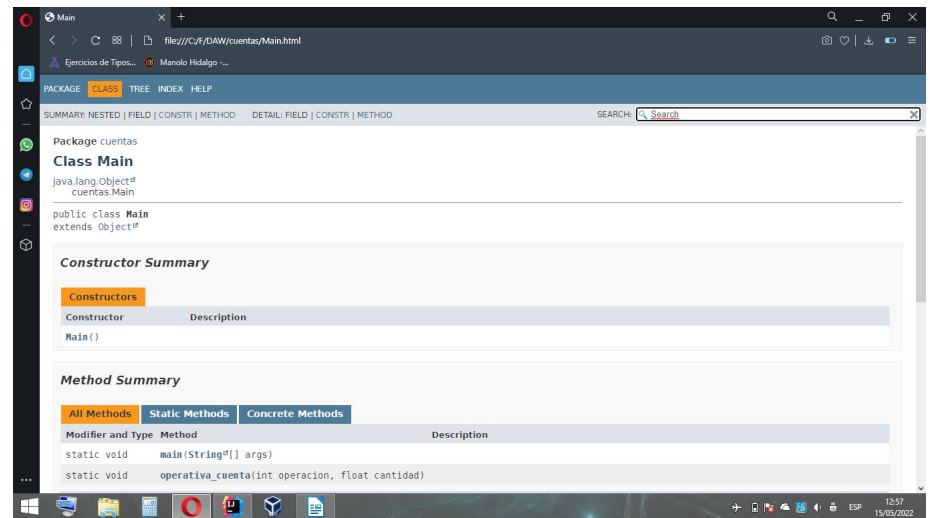 Main
file:///C:/F/DAW/cuentas/Main.html
Ejercicios de Tipos... Manolo Hidalgo -...
PACKAGE CLASS TREE INDEX HELP
SUMMARY: NESTED | FIELD | CONSTR | METHOD DETAIL: FIELD | CONSTR | METHOD SEARCH: Search
Package cuentas
Class Main
java.lang.Object
cuentas.Main
public class Main
extends Object
Constructor Summary
Constructors
Constructor Description
Main()
Method Summary
All Methods Static Methods Concrete Methods
Modifier and Type Method Description
static void main(String[] args)
static void operativa_cuenta(int operacion, float cantidad)
ESP 12:57
15/05/2022